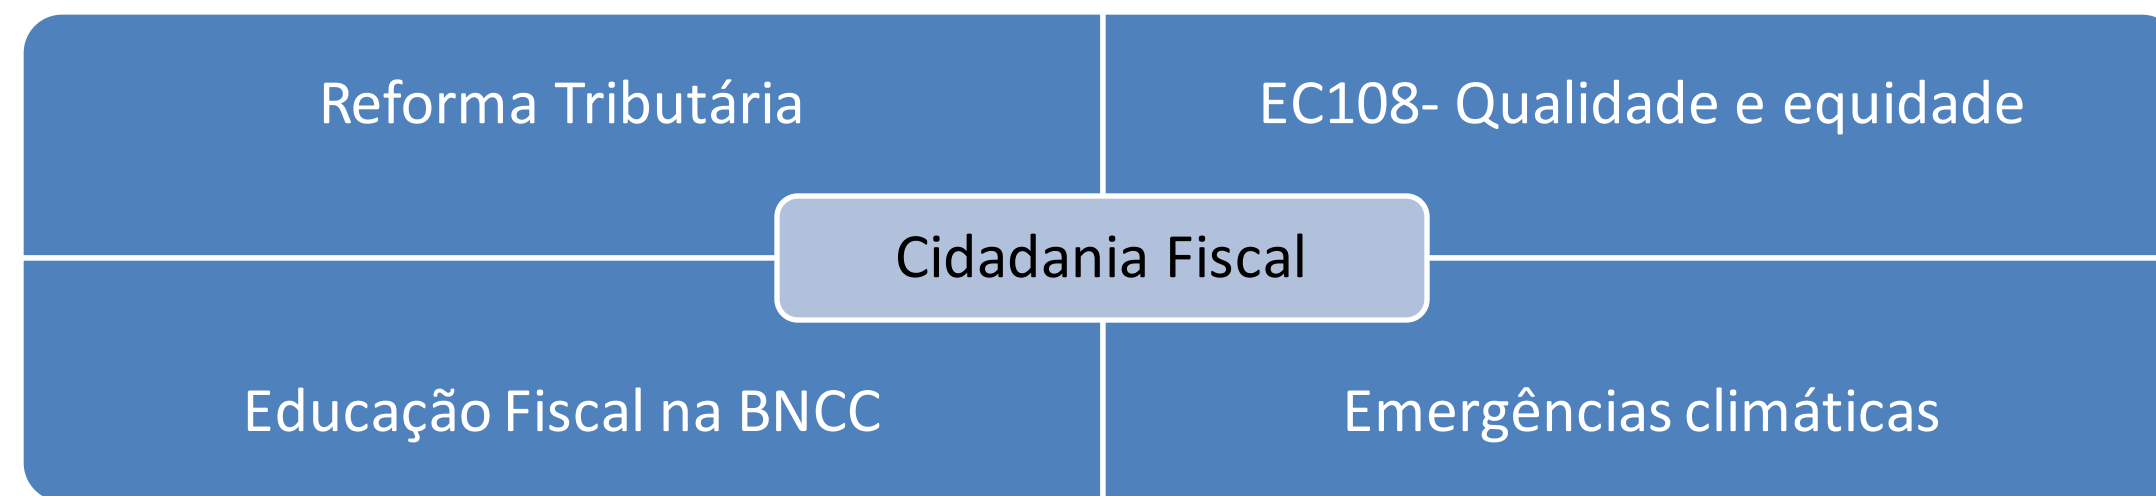 Reforma Tributária
EC108- Qualidade e equidade
Cidadania Fiscal
Educação Fiscal na BNCC
Emergências climáticas